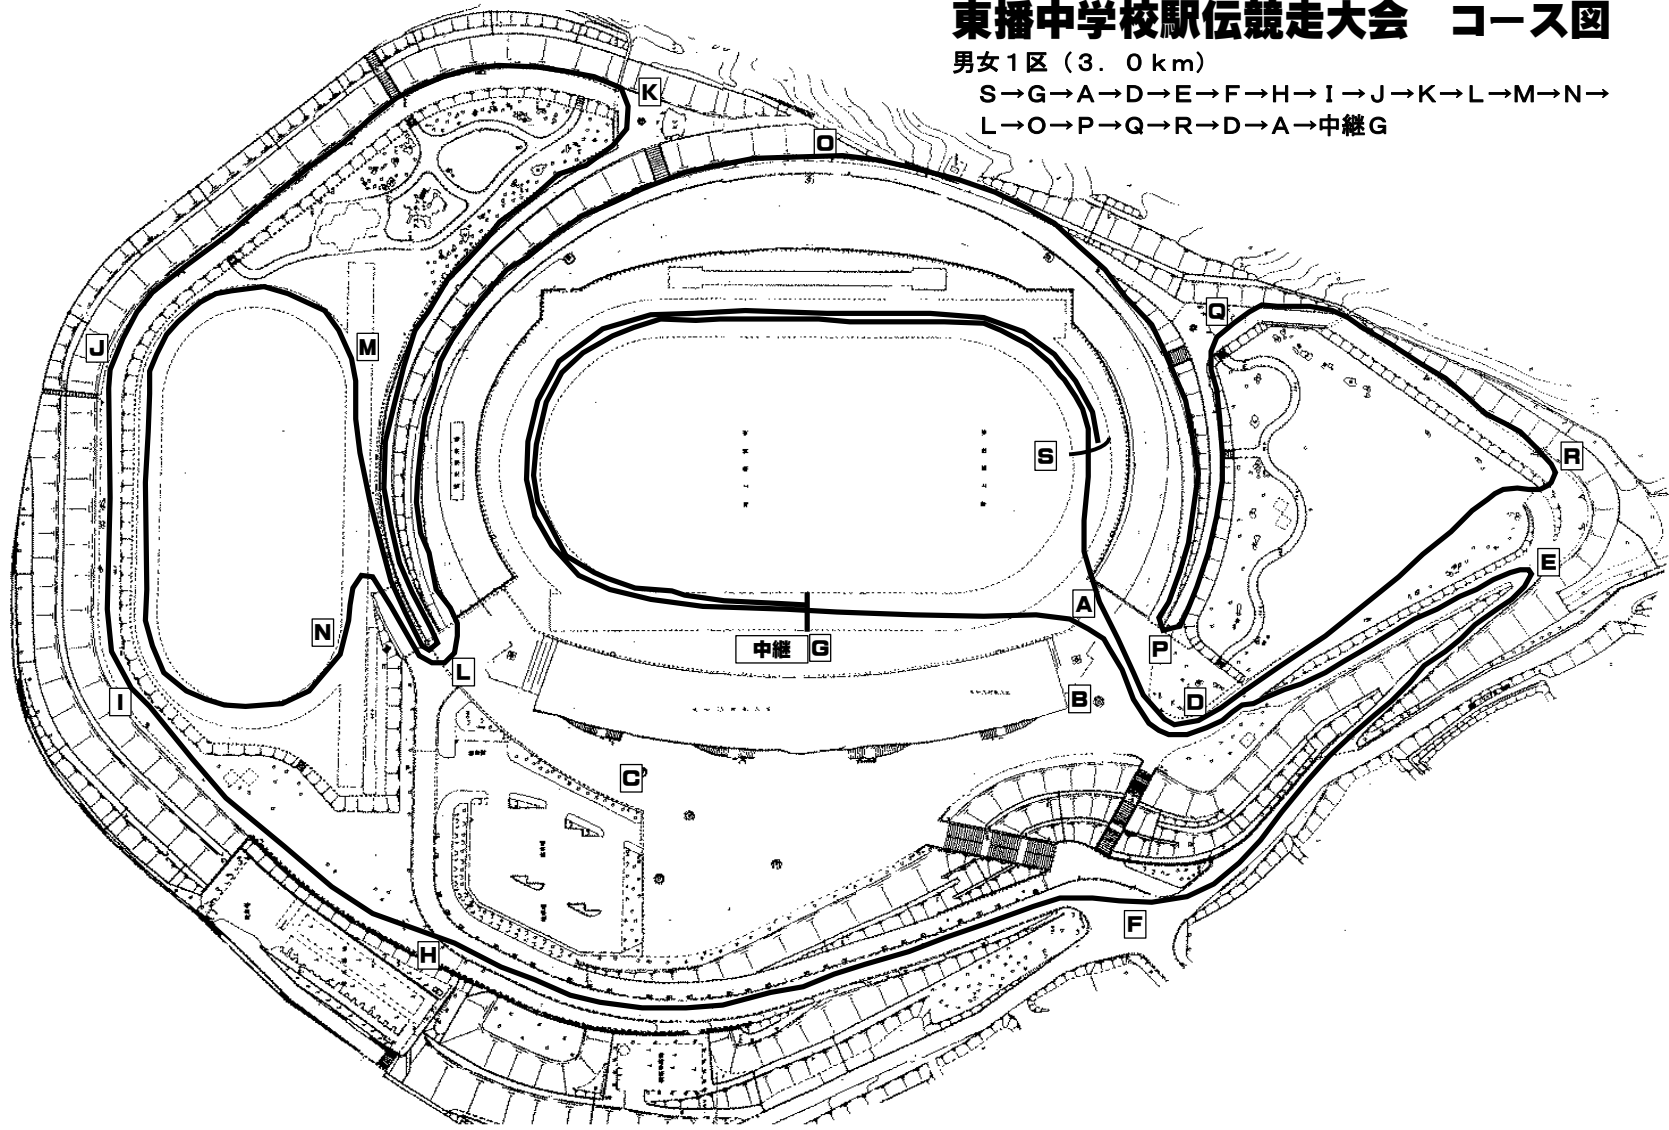 東播中学校駅伝競走大会　コース図
男女１区（３．０ｋｍ）
Ｓ→Ｇ→Ａ→Ｄ→Ｅ→Ｆ→Ｈ→Ｉ→Ｊ→Ｋ→Ｌ→Ｍ→Ｎ→
Ｌ→Ｏ→Ｐ→Ｑ→Ｒ→Ｄ→Ａ→中継Ｇ
K
O
Q
J
M
S
R
E
A
N
中継 G
P
L
I
B
D
C
F
H